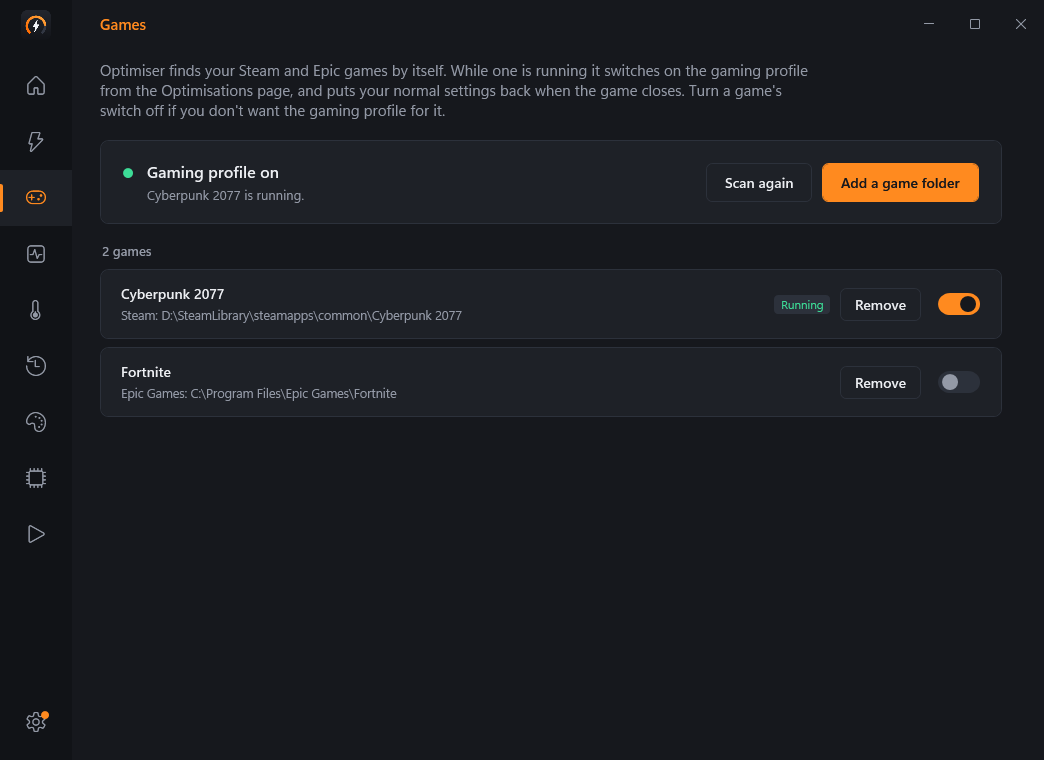 Games
Optimiser finds your Steam and Epic games by itself. While one is running it switches on the gaming profile
from the Optimisations page, and puts your normal settings back when the game closes. Turn a game's
switch off if you don't want the gaming profile for it.
Gaming profile on
Cyberpunk 2077 is running.
Scan again
Add a game folder
2 games
Cyberpunk 2077
Steam: D:\SteamLibrary\steamapps\common\Cyberpunk 2077
Running
Remove
Fortnite
Epic Games: C:\Program Files\Epic Games\Fortnite
Remove